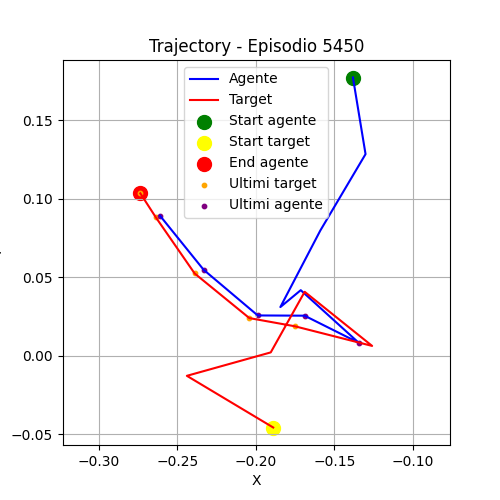 Trajectory - Episodio 5450
Agente
Target
Start agente
Start target
End agente
Ultimi target
Ultimi agente
0.15
0.10
0.05
0.00
−0.05
−0.30
−0.25
−0.20
−0.15
−0.10
X